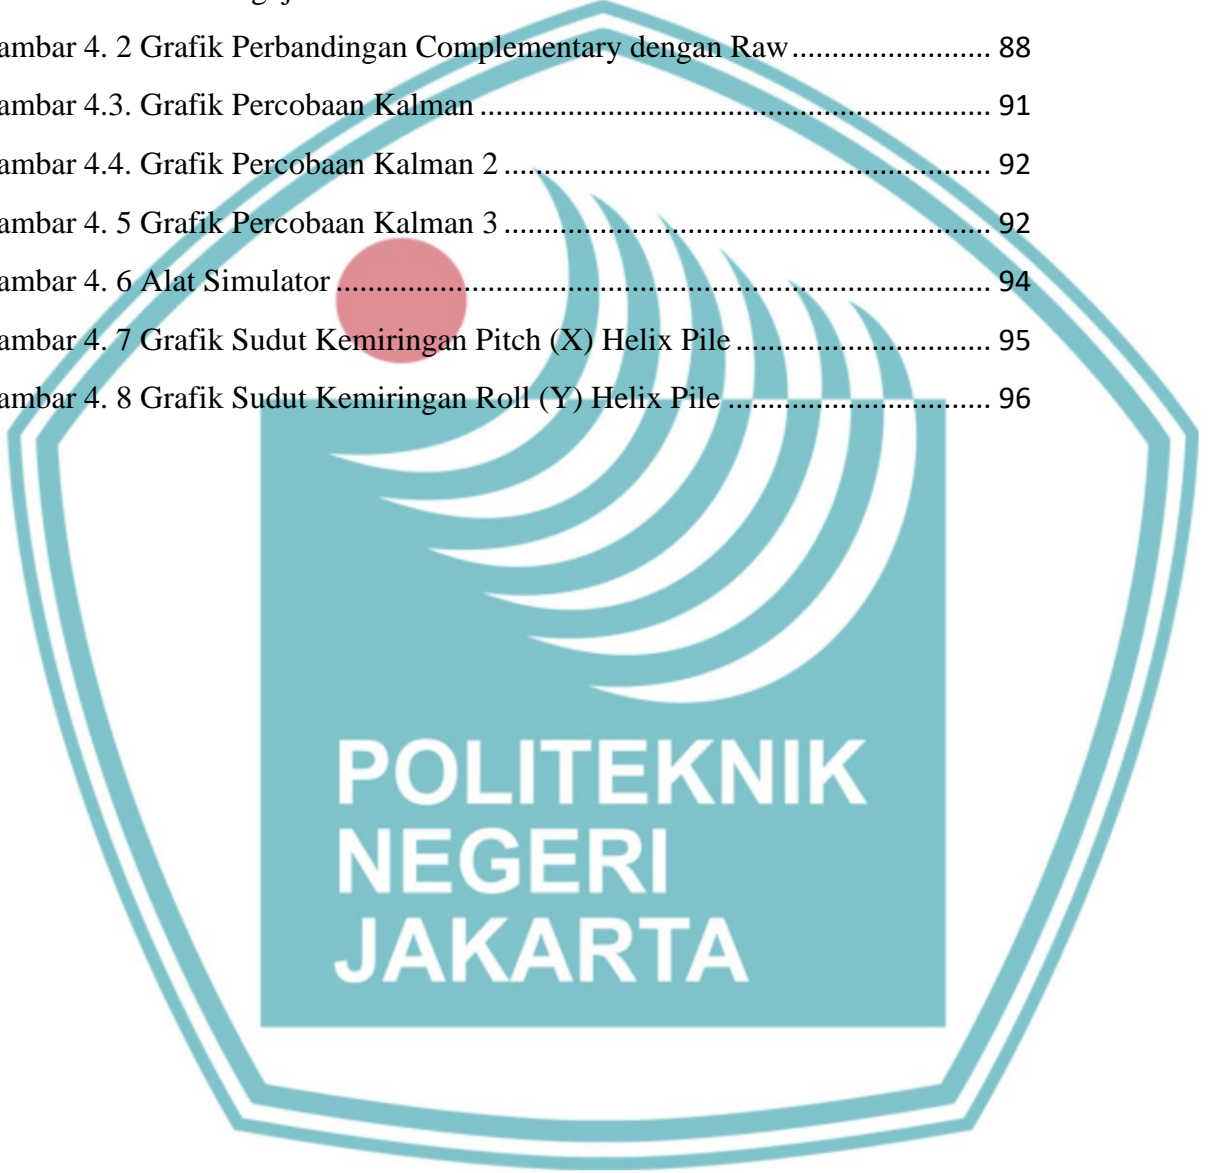 ambar 4. 2 Grafik Perbandingan Complementary dengan Raw........................ 88
ambar 4.3. Grafik Percobaan Kalman............................................................... 91
ambar 4.4. Grafik Percobaan Kalman 2............................................................ 92
ambar 4. 5 Grafik Percobaan Kalman 3............................................................ 92
ambar 4. 6 Alat Simulator................................................................................. 94
ambar 4. 7 Grafik Sudut Kemiringan Pitch (X) Helix Pile............................... 95
ambar 4. 8 Grafik Sudut Kemiringan Roll (Y) Helix Pile................................ 96
POLITEKNIK
NEGERI
JAKARTA